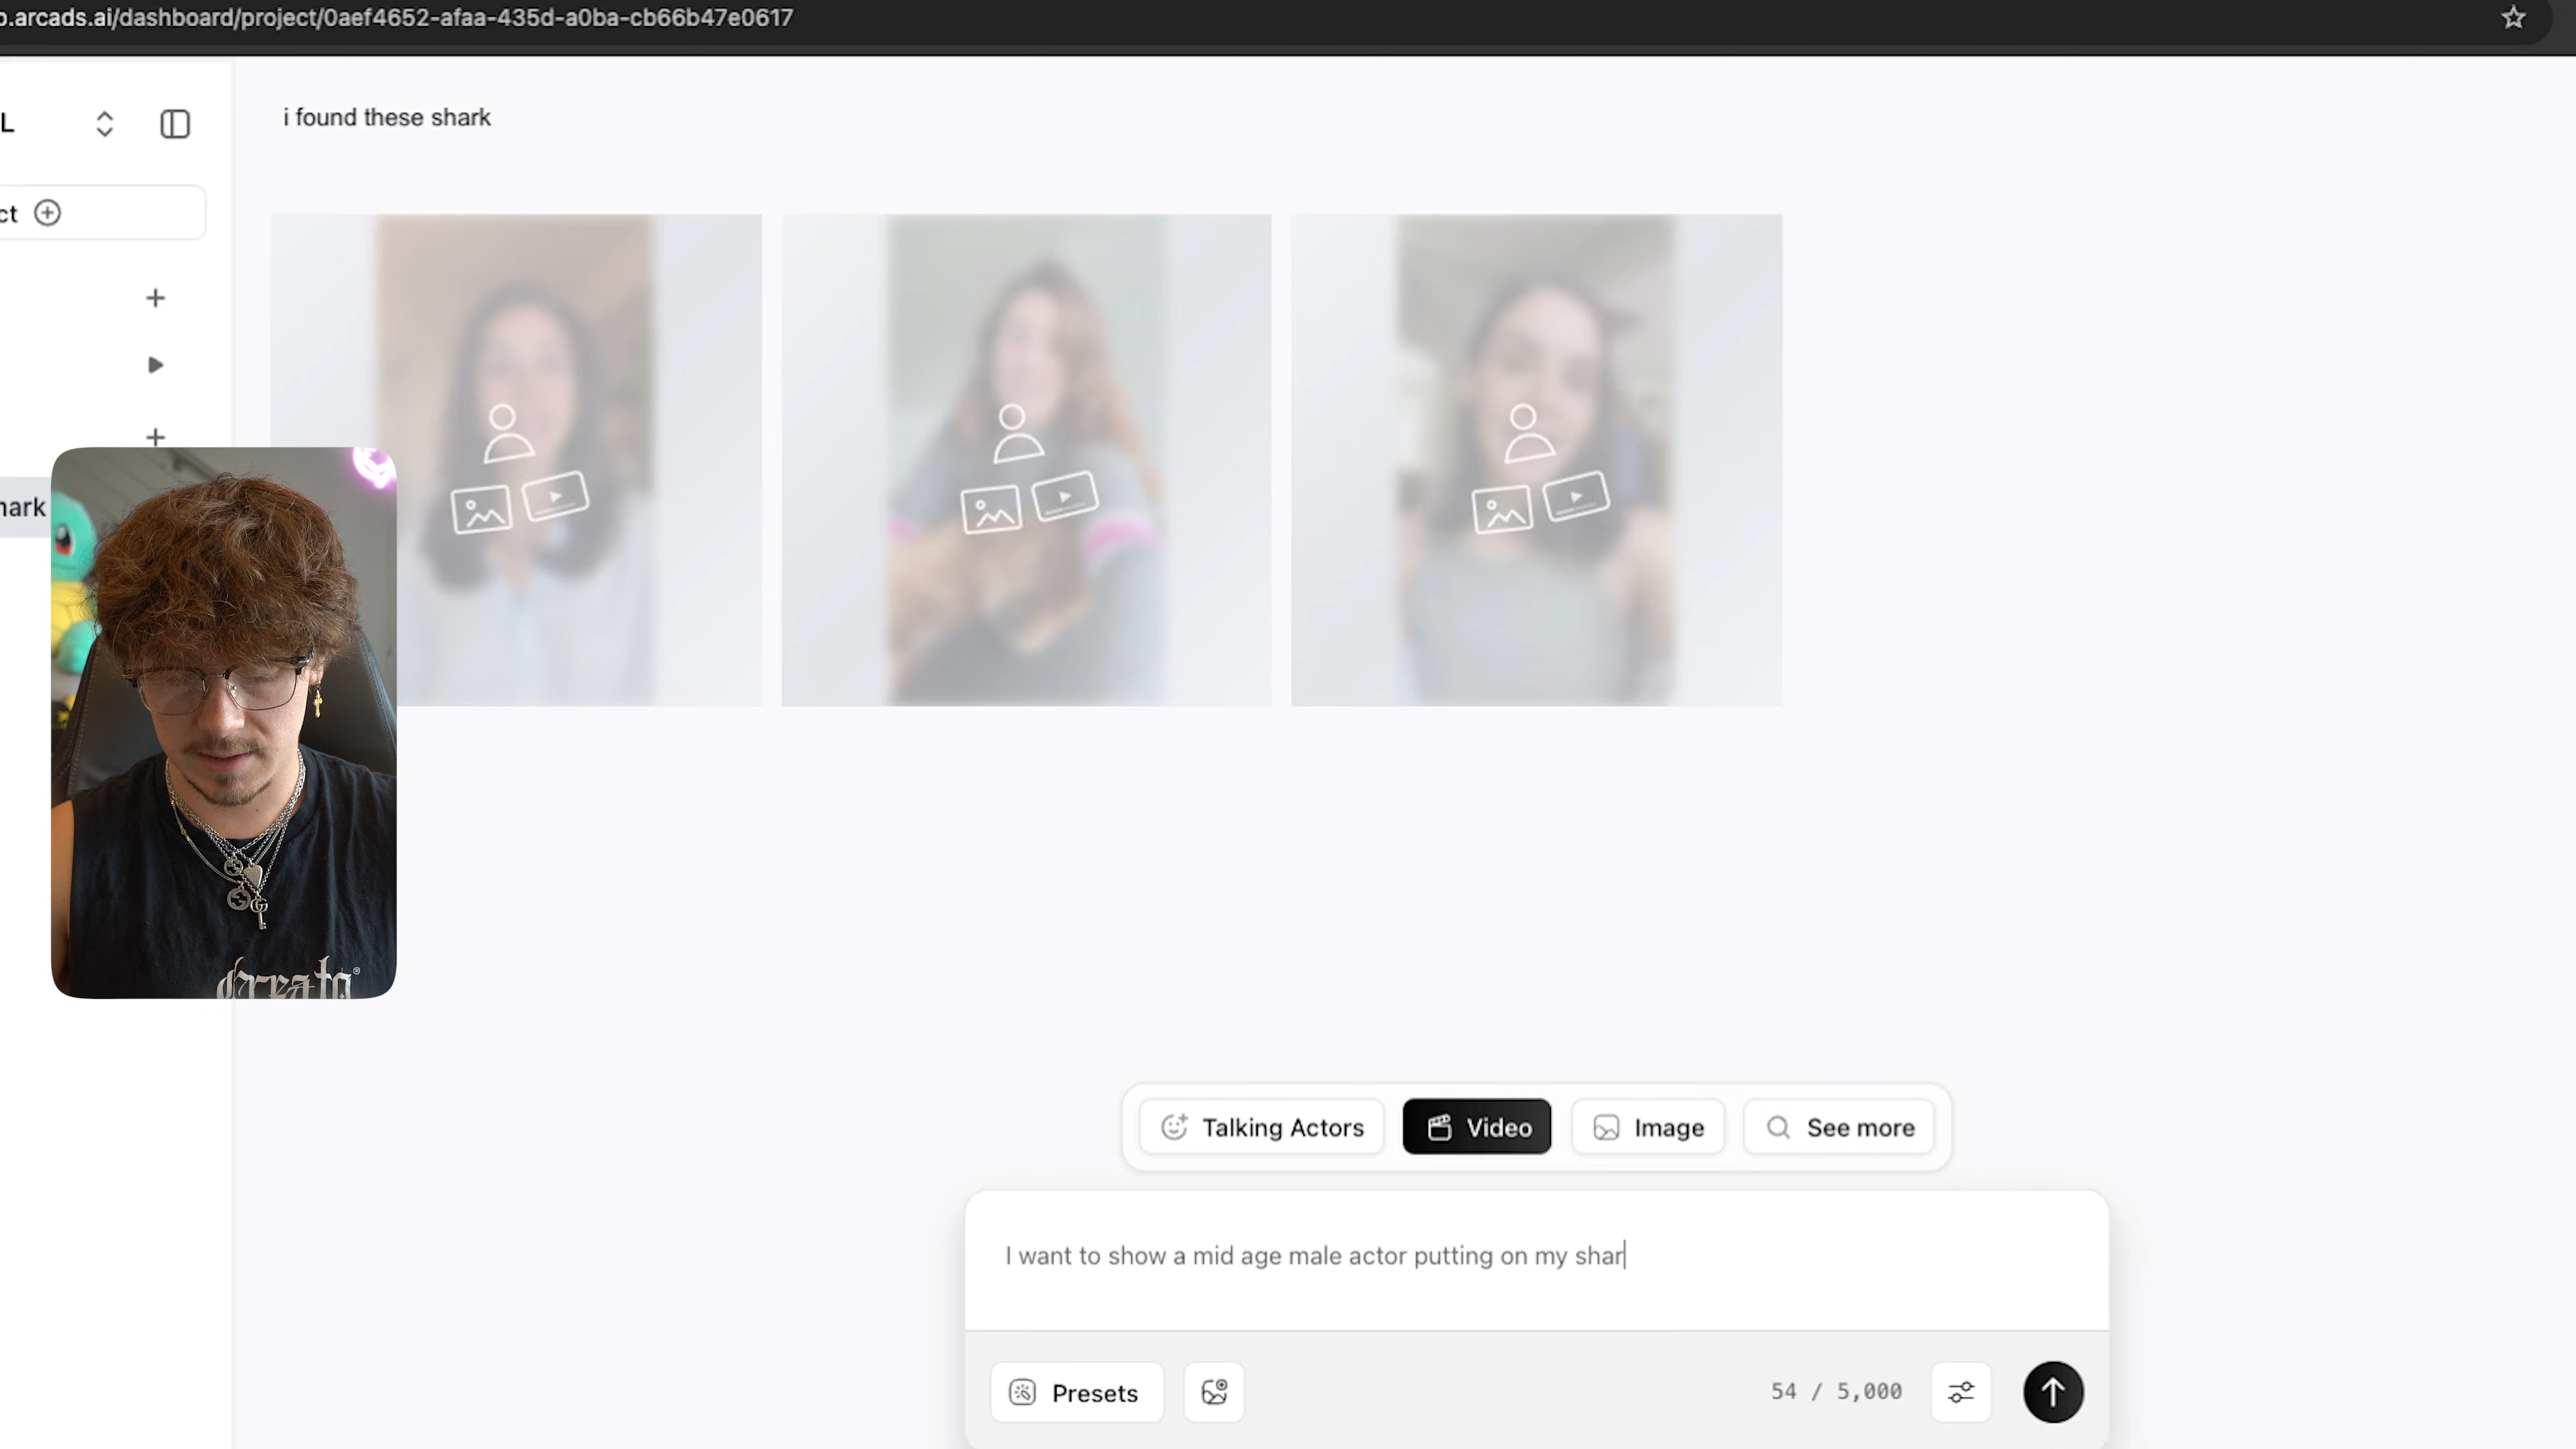 o.arcads.ai/dashboard/project/0aef4652-afaa-435d-a0ba-cb66b47e0617
L
i found these shark
ct
hark
create®
Talking Actors
Video
Image
See more
I want to show a mid age male actor putting on my shar
Presets
54 / 5,000